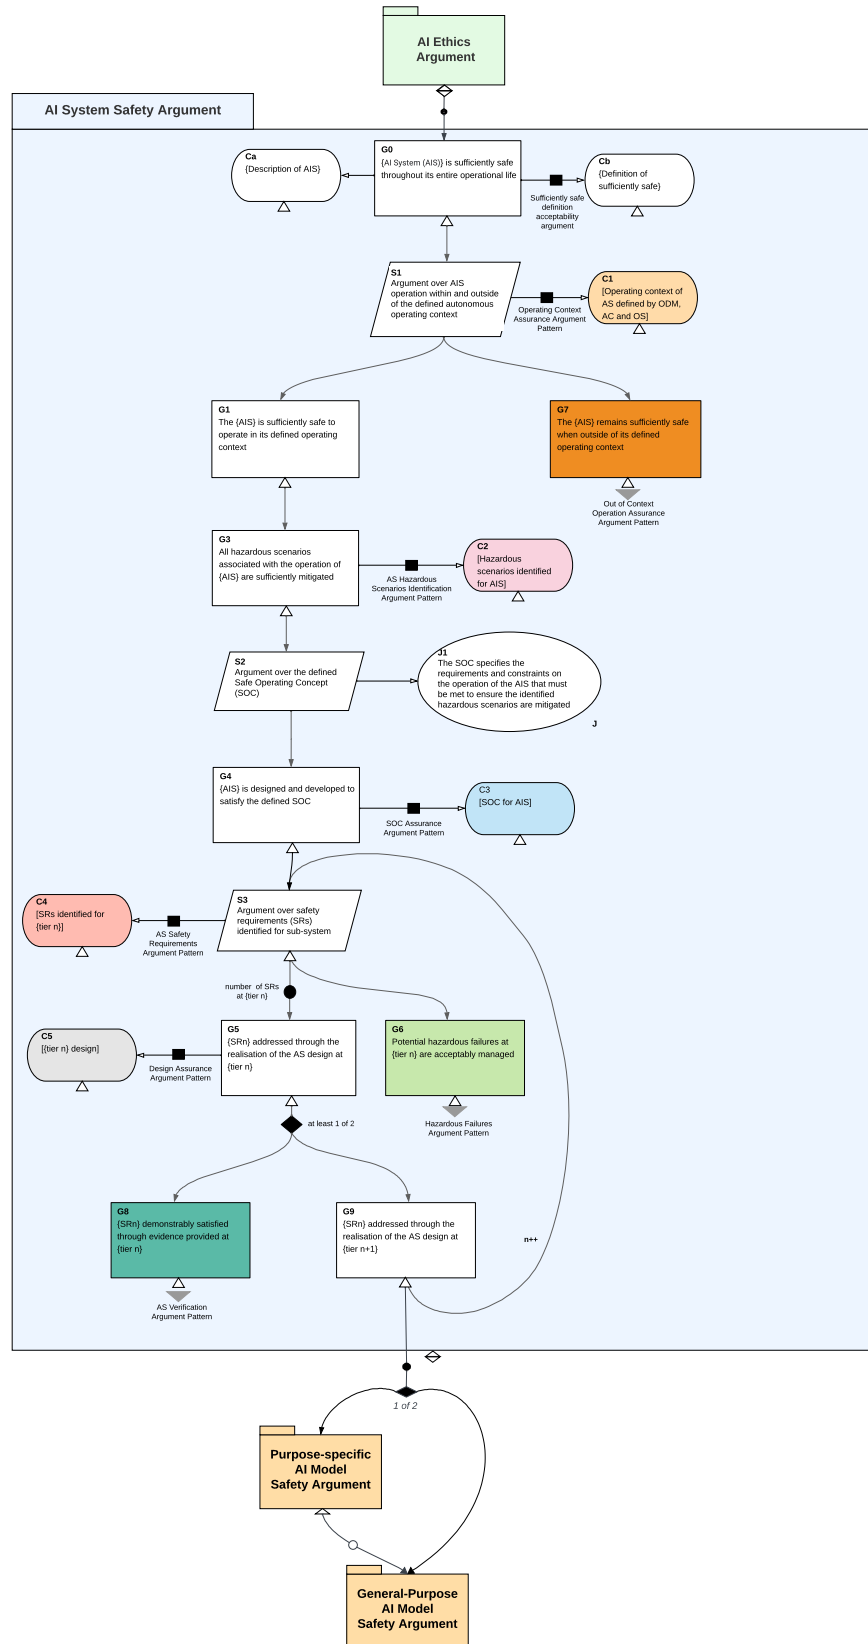 AI Ethics
Argument
AI System Safety Argument
G0
{AI System (AIS)} is sufficiently safe
throughout its entire operational life
Ca
{Description of AIS}
Cb
{Definition of
sufficiently safe}
Sufficiently safe
definition
acceptability
argument
S1
Argument over AIS
operation within and outside
of the defined autonomous
operating context
C1
[Operating context of
AS defined by ODM,
AC and OS]
Operating Context
Assurance Argument
Pattern
G1
The {AIS} is sufficiently safe to
operate in its defined operating
context
G7
The {AIS} remains sufficiently safe
when outside of its defined
operating context
Out of Context
Operation Assurance
Argument Pattern
G3
All hazardous scenarios
associated with the operation of
{AIS} are sufficiently mitigated
C2
[Hazardous
scenarios identified
for AIS]
AS Hazardous
Scenarios Identification
Argument Pattern
S2
Argument over the defined
Safe Operating Concept
(SOC)
J1
The SOC specifies the
requirements and constraints on
the operation of the AIS that must
be met to ensure the identified
hazardous scenarios are mitigated
J
G4
{AIS} is designed and developed to
satisfy the defined SOC
C3
[SOC for AIS]
SOC Assurance
Argument Pattern
C4
[SRs identified for
{tier n}]
S3
Argument over safety
requirements (SRs)
identified for sub-system
AS Safety
Requirements
Argument Pattern
number of SRs
at {tier n}
C5
[{tier n} design]
G5
{SRn} addressed through the
realisation of the AS design at
{tier n}
G6
Potential hazardous failures at
{tier n} are acceptably managed
Design Assurance
Argument Pattern
Hazardous Failures
Argument Pattern
at least 1 of 2
G8
{SRn} demonstrably satisfied
through evidence provided at
{tier n}
G9
{SRn} addressed through the
realisation of the AS design at
{tier n+1}
n++
AS Verification
Argument Pattern
1 of 2
Purpose-specific
AI Model
Safety Argument
General-Purpose
AI Model
Safety Argument